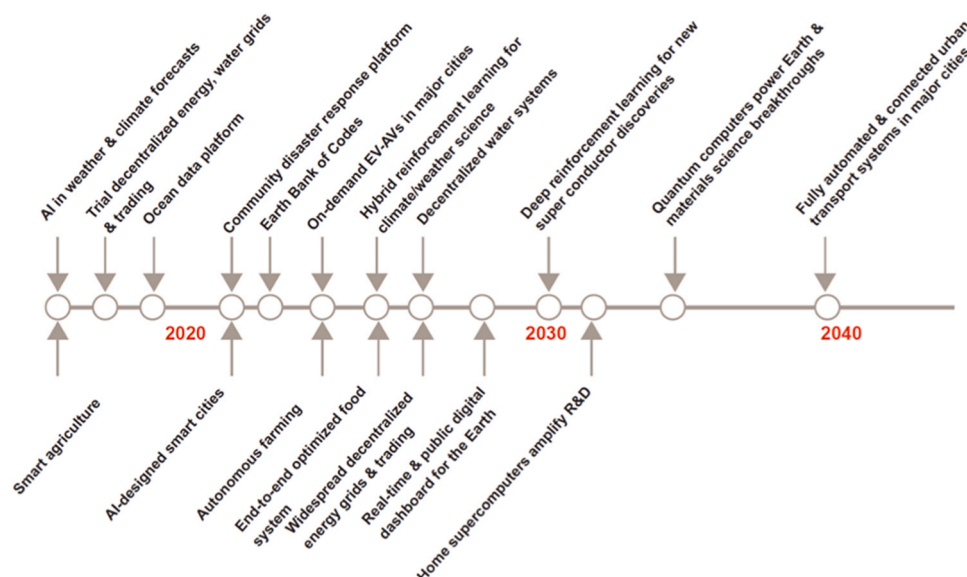 AI in weather & climate forecasts
Trial decentralized energy, water grids
& trading
Ocean data platform
Community disaster response platform
Earth Bank of Codes
On-demand EV-AVs in major cities
Hybrid reinforcement learning for
climate/weather science
Decentralized water systems
Deep reinforcement learning for new
super conductor discoveries
Quantum computers power Earth &
materials science breakthroughs
Fully automated & connected urban
transport systems in major cities
2020
2030
2040
Smart agriculture
AI-designed smart cities
Autonomous farming
End-to-end optimized food
system
Widespread decentralized
energy grids & trading
Real-time & public digital
dashboard for the Earth
Home supercomputers amplify R&D